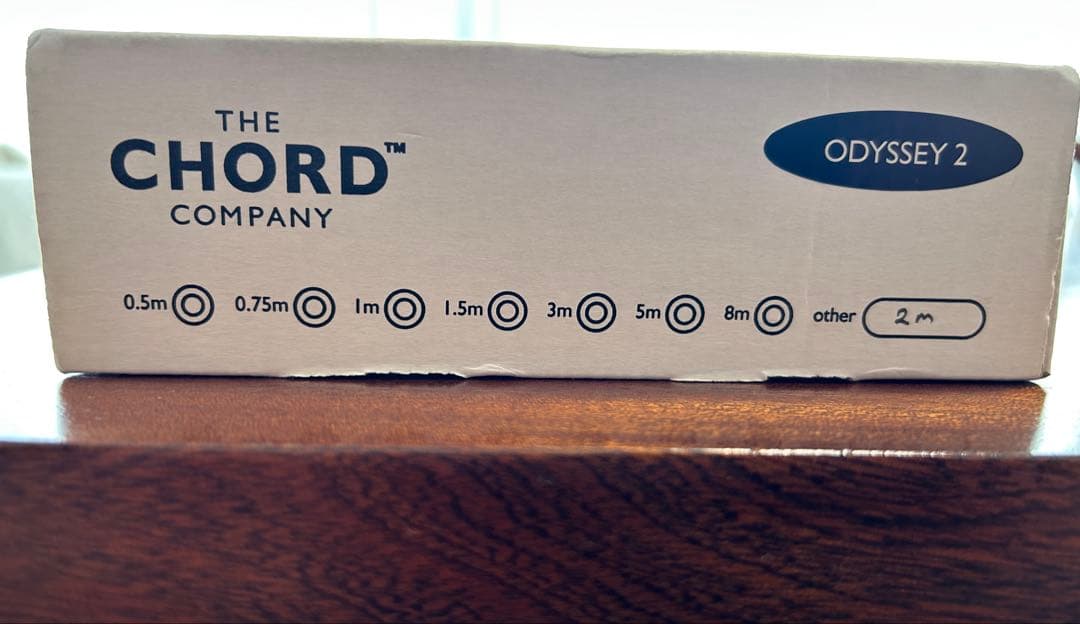 THE
CHORD™
COMPANY
ODYSSEY 2
0.5m 0.75m 1m 1.5m 3m 5m 8m other 2m